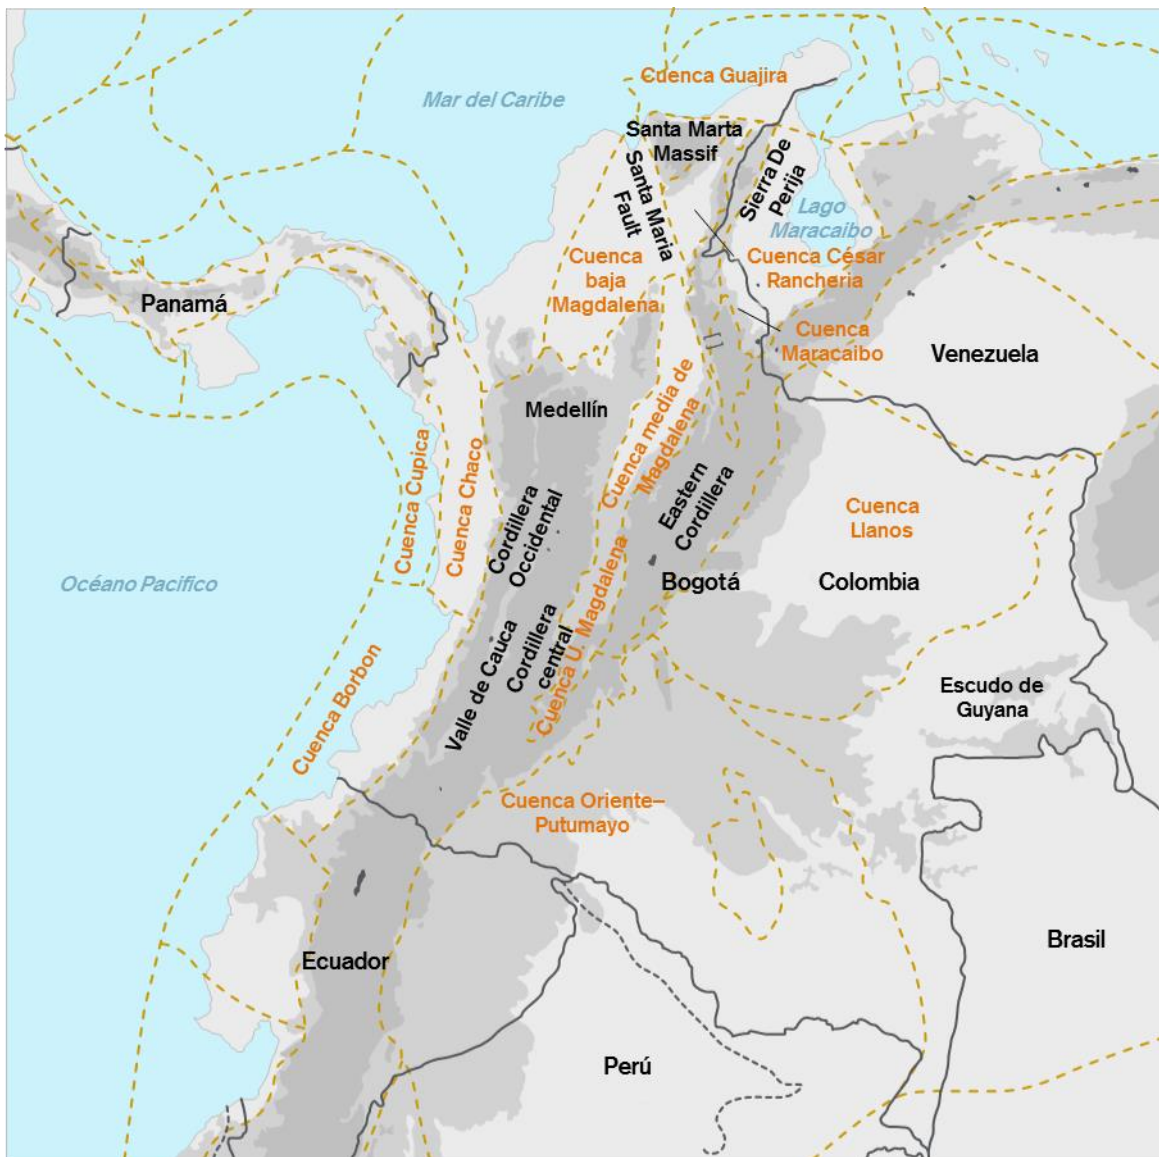 Cuenca Guajira
Mar del Caribe
Santa Marta
Massif
Santa Maria
Fault
Sierra De
Perija
Lago
Maracaibo
Cuenca
baja
Magdalena
Cuenca César
Rancheria
Panamá
Cuenca
Maracaibo
Venezuela
Medellín
Cuenca media de
Magdalena
Cuenca Cupica
Cuenca Chaco
Cordillera
Occidental
Eastern
Cordillera
Cuenca
Llanos
Océano Pacífico
Bogotá
Colombia
Cuenca U. Magdalena
Valle de Cauca
Cordillera
central
Cuenca Borbon
Escudo de
Guyana
Cuenca Oriente–
Putumayo
Ecuador
Brasil
Perú